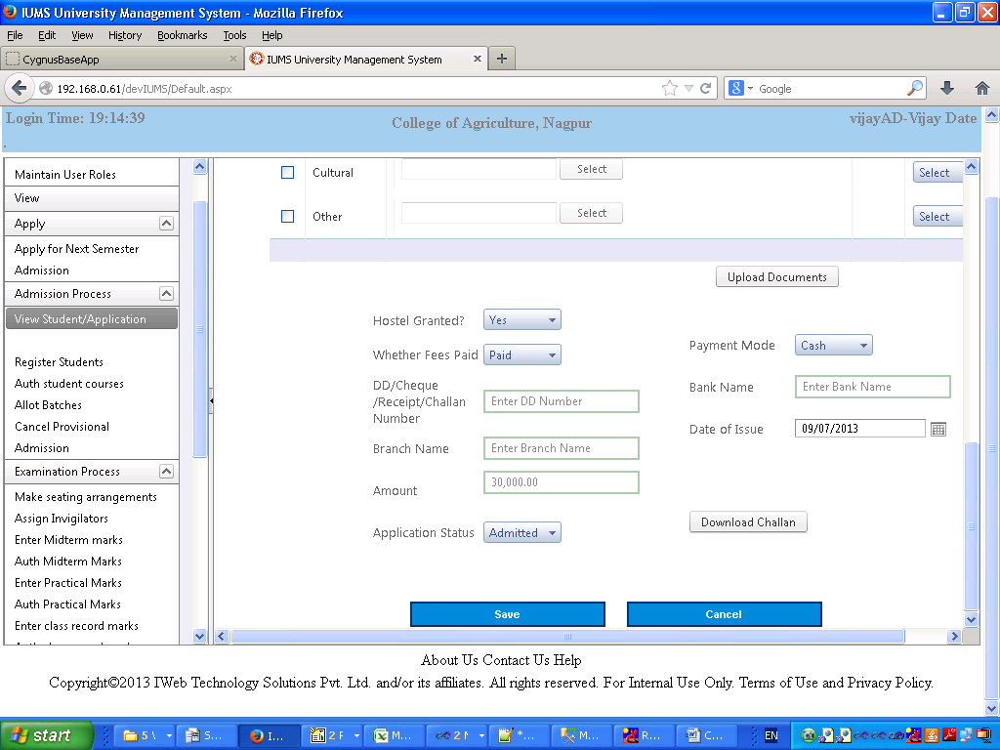 IUMS University Management System - Mozilla Firefox
File Edit View History Bookmarks Tools Help
CygnusBaseApp
IUMS University Management System
192.168.0.61/devIUMS/Default.aspx
Google
Login Time: 19:14:39
College of Agriculture, Nagpur
vijayAD-Vijay Date
.
Maintain User Roles
View
Apply
Apply for Next Semester
Admission
Admission Process
View Student/Application
Register Students
Auth student courses
Allot Batches
Cancel Provisional
Admission
Examination Process
Make seating arrangements
Assign Invigilators
Enter Midterm marks
Auth Midterm Marks
Enter Practical Marks
Auth Practical Marks
Enter class record marks
Cultural Select Select
Other Select Select
Upload Documents
Hostel Granted? Yes
Whether Fees Paid Paid
Payment Mode Cash
DD/Cheque
/Receipt/Challan
Number
Enter DD Number
Bank Name Enter Bank Name
Branch Name Enter Branch Name
Date of Issue 09/07/2013
Amount 30,000.00
Application Status Admitted
Download Challan
Save Cancel
About Us Contact Us Help
Copyright©2013 IWeb Technology Solutions Pvt. Ltd. and/or its affiliates. All rights reserved. For Internal Use Only. Terms of Use and Privacy Policy.
start 5 \ S... I... 2 F M... 2 M *... M... R... C... EN